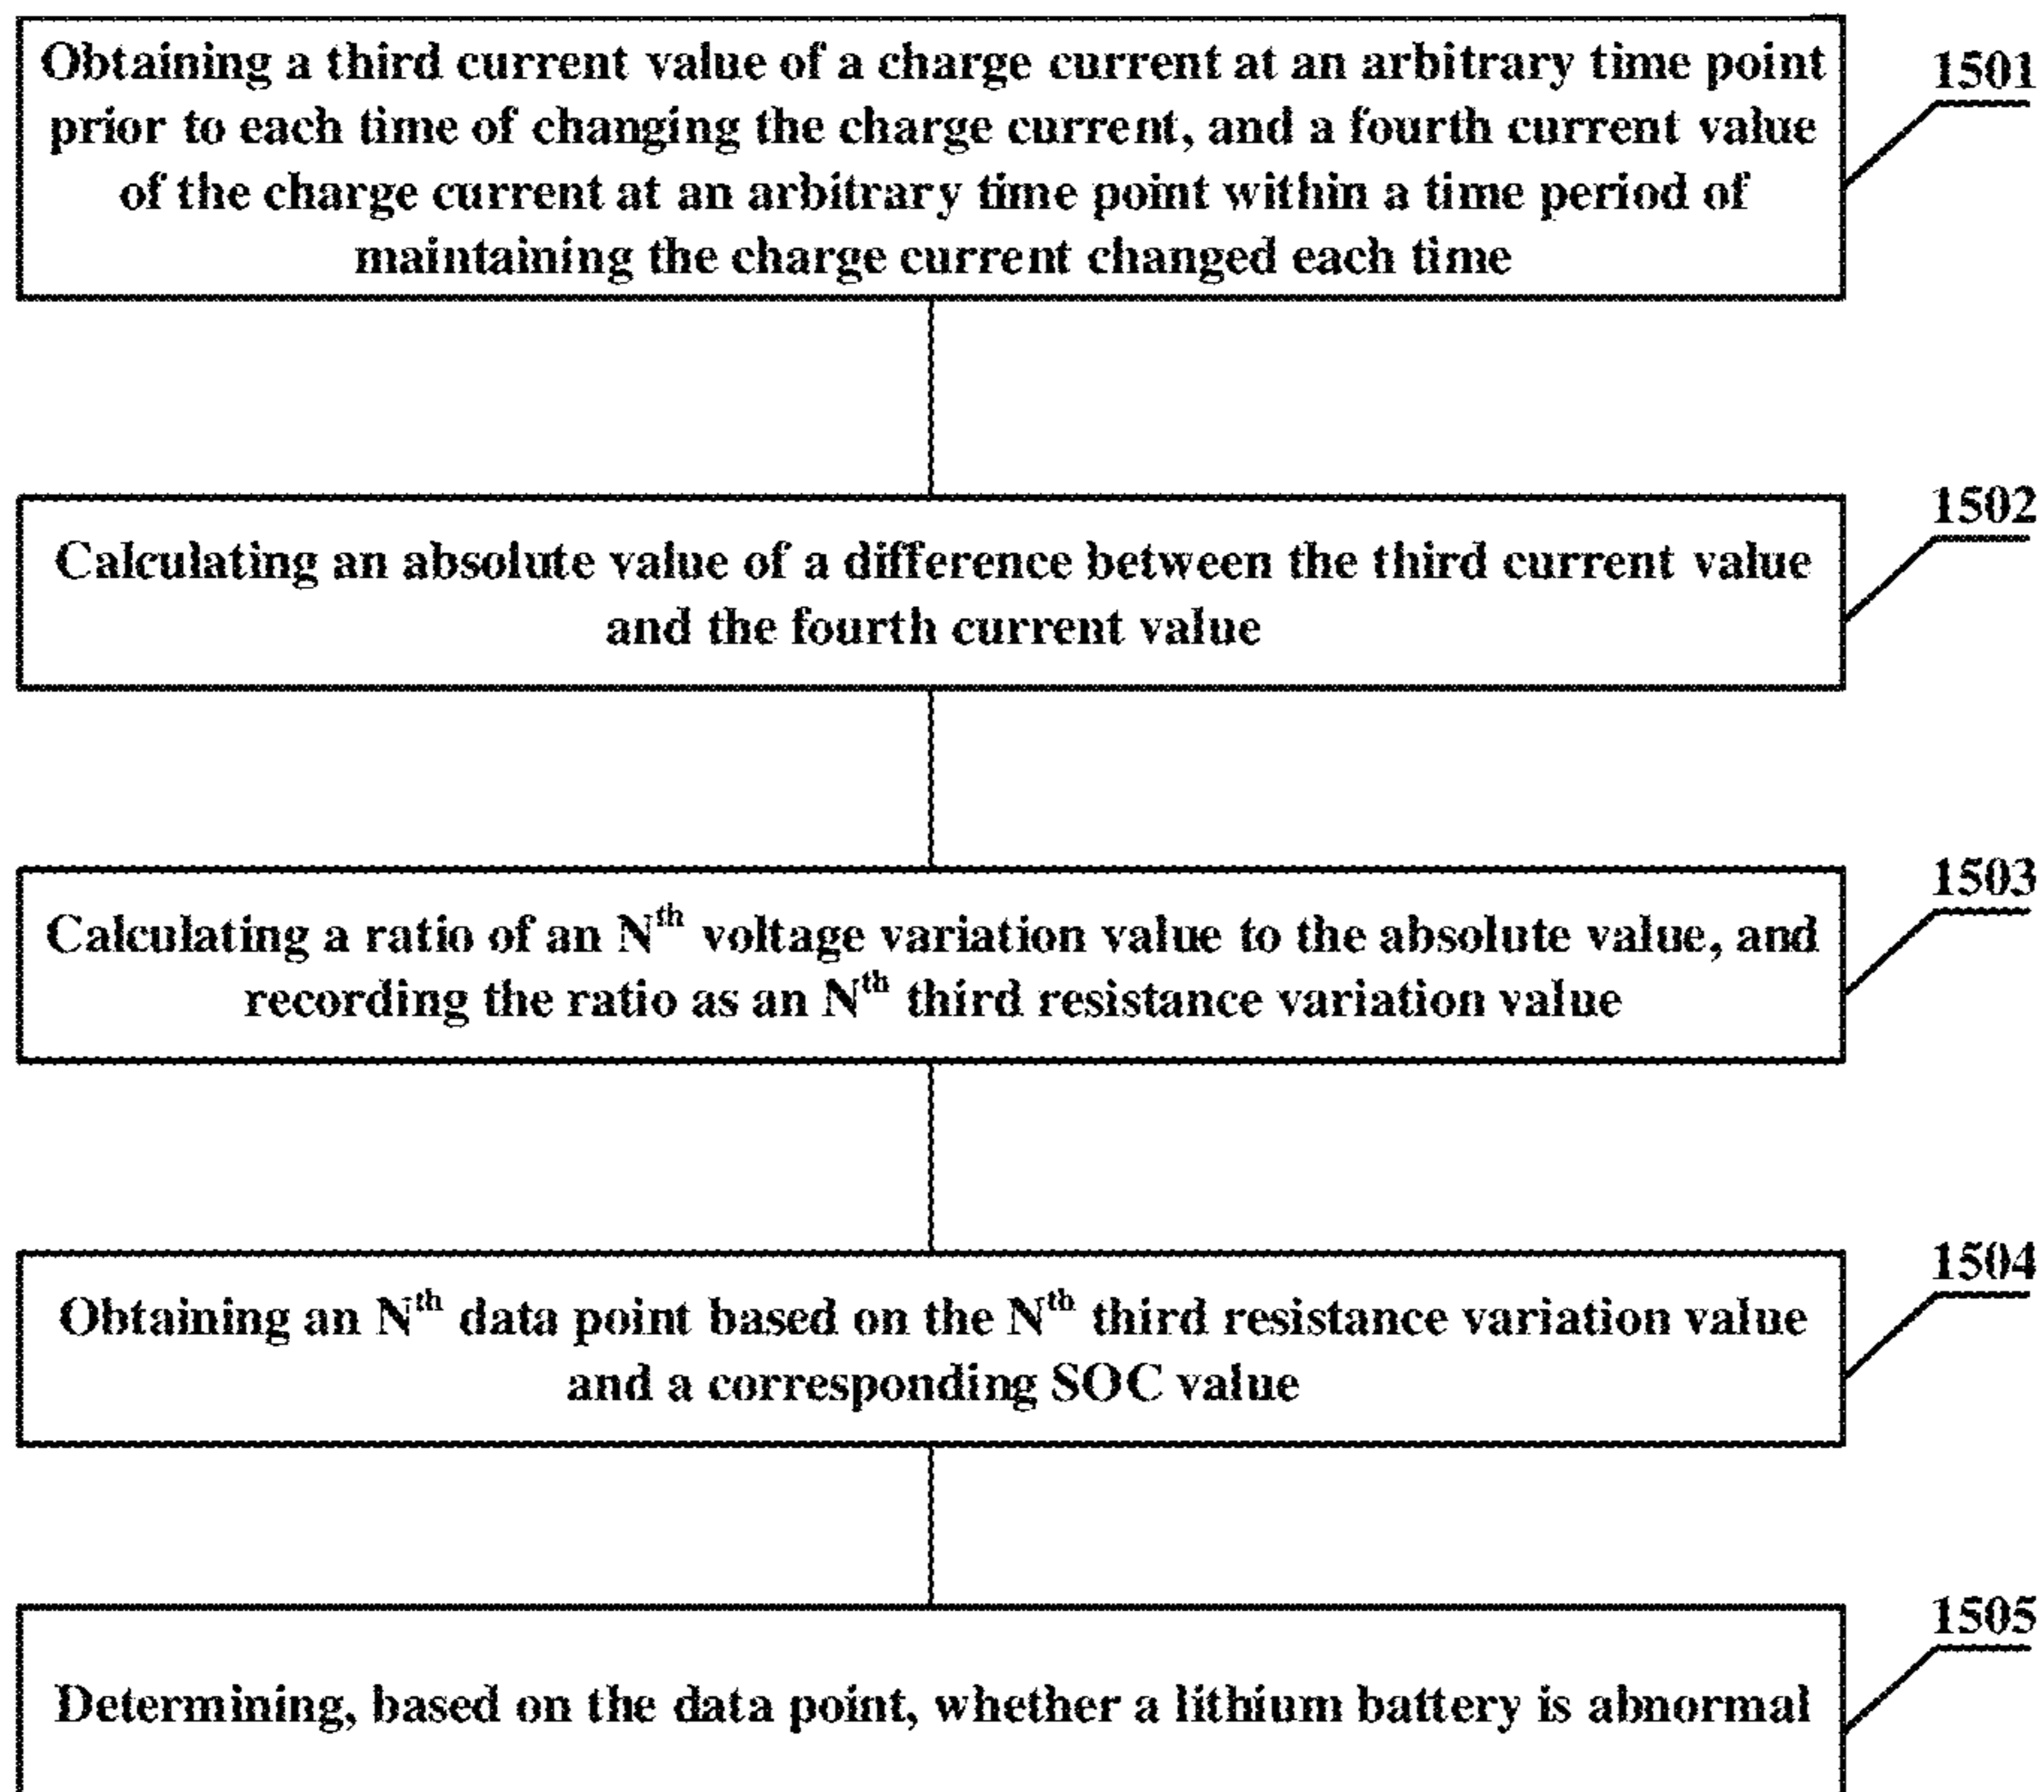 Obtaining a third current value of a charge current at an arbitrary time point
prior to each time of changing the charge current, and a fourth current value
of the charge current at an arbitrary time point within a time period of
maintaining the charge current changed each time
1501
Calculating an absolute value of a difference between the third current value
and the fourth current value
1502
Calculating a ratio of an Nth voltage variation value to the absolute value, and
recording the ratio as an Nth third resistance variation value
1503
Obtaining an Nth data point based on the Nth third resistance variation value
and a corresponding SOC value
1504
Determining, based on the data point, whether a lithium battery is abnormal
1505